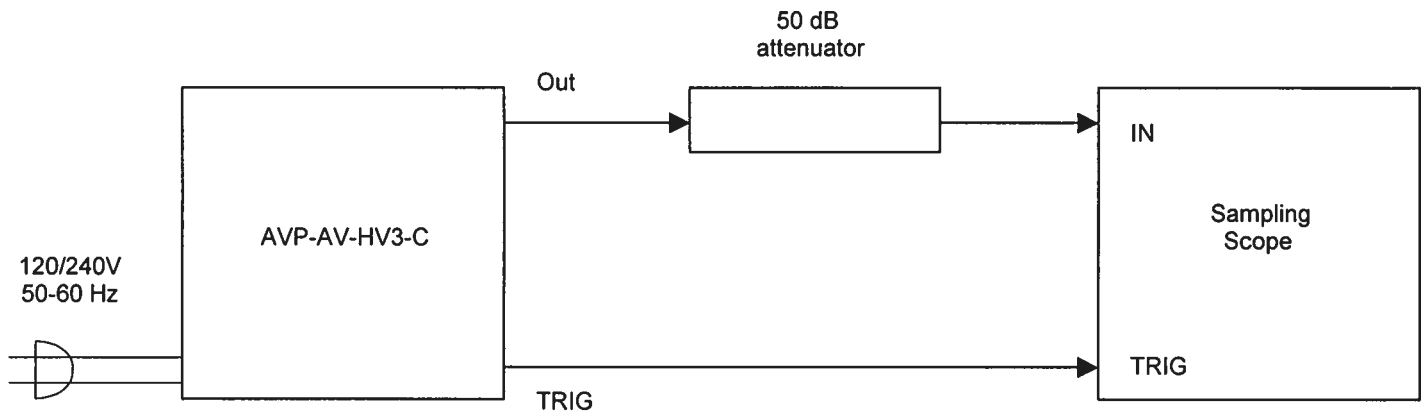 50 dB
attenuator
Out
IN
AVP-AV-HV3-C
Sampling
Scope
120/240V
50-60 Hz
TRIG
TRIG